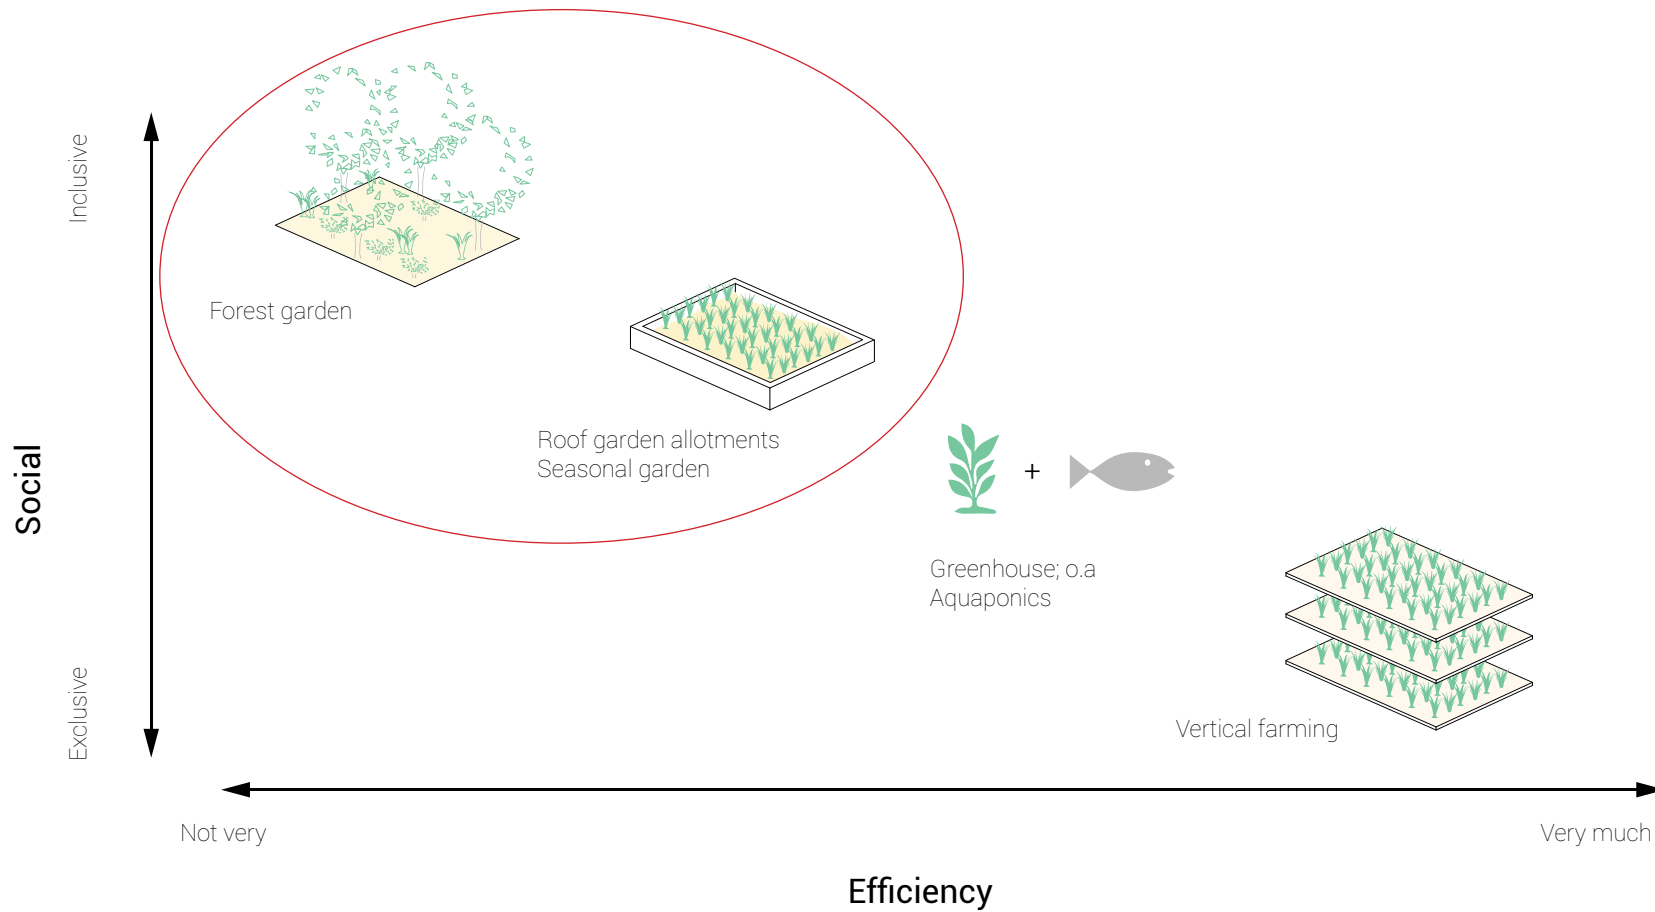 Inclusive
Forest garden
Roof garden allotments
Seasonal garden
+
Social
Greenhouse; o.a
Aquaponics
Exclusive
Vertical farming
Not very
Very much
Efficiency